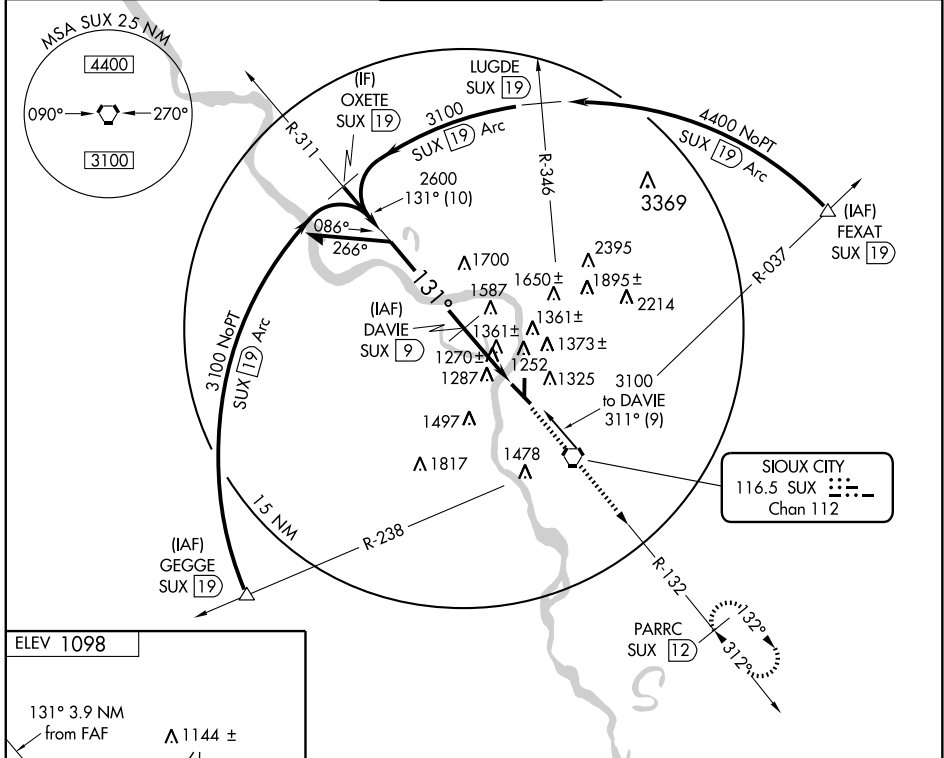 MSA SUX 25 NM
4400
090°
270°
3100
(IF)
OXETE
SUX 19
R-311
LUGDE
SUX 19
3100
SUX 19 Arc
4400 NoPT
SUX 19 Arc
R-346
2600
131° (10)
3369
(IAF)
FEXAT
SUX 19
R-037
086°
266°
131°
1700
2395
1650 ±
1895 ±
2214
1587
1361 ±
(IAF)
DAVIE
SUX 9
1361 ±
1373 ±
1270 ±
1252
1287
1325
3100 NoPT
SUX 19 Arc
3100
to DAVIE
311° (9)
1497
1817
1478
SIOUX CITY
116.5 SUX
Chan 112
15 NM
R-238
(IAF)
GEGGE
SUX 19
R-132
PARRC
SUX 12
132°
312°
S
ELEV 1098
131° 3.9 NM
from FAF
1144 ±